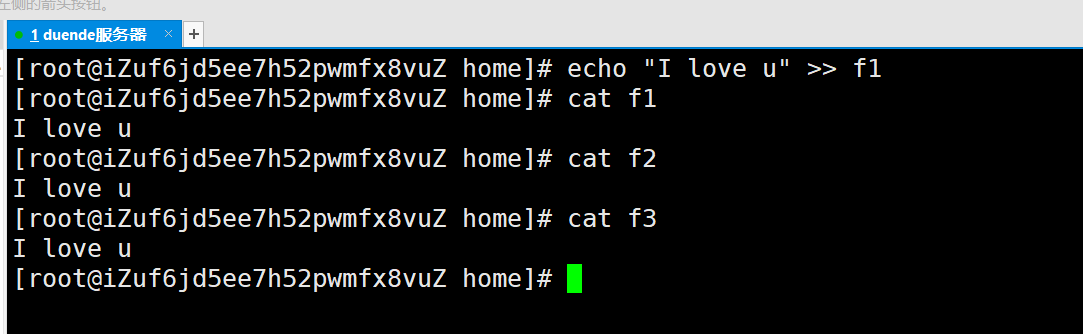 左侧的箭头按钮。
1 duende服务器 × +
[root@iZuf6jd5ee7h52pwmfx8vuZ home]# echo "I love u" >> f1
[root@iZuf6jd5ee7h52pwmfx8vuZ home]# cat f1
I love u
[root@iZuf6jd5ee7h52pwmfx8vuZ home]# cat f2
I love u
[root@iZuf6jd5ee7h52pwmfx8vuZ home]# cat f3
I love u
[root@iZuf6jd5ee7h52pwmfx8vuZ home]#